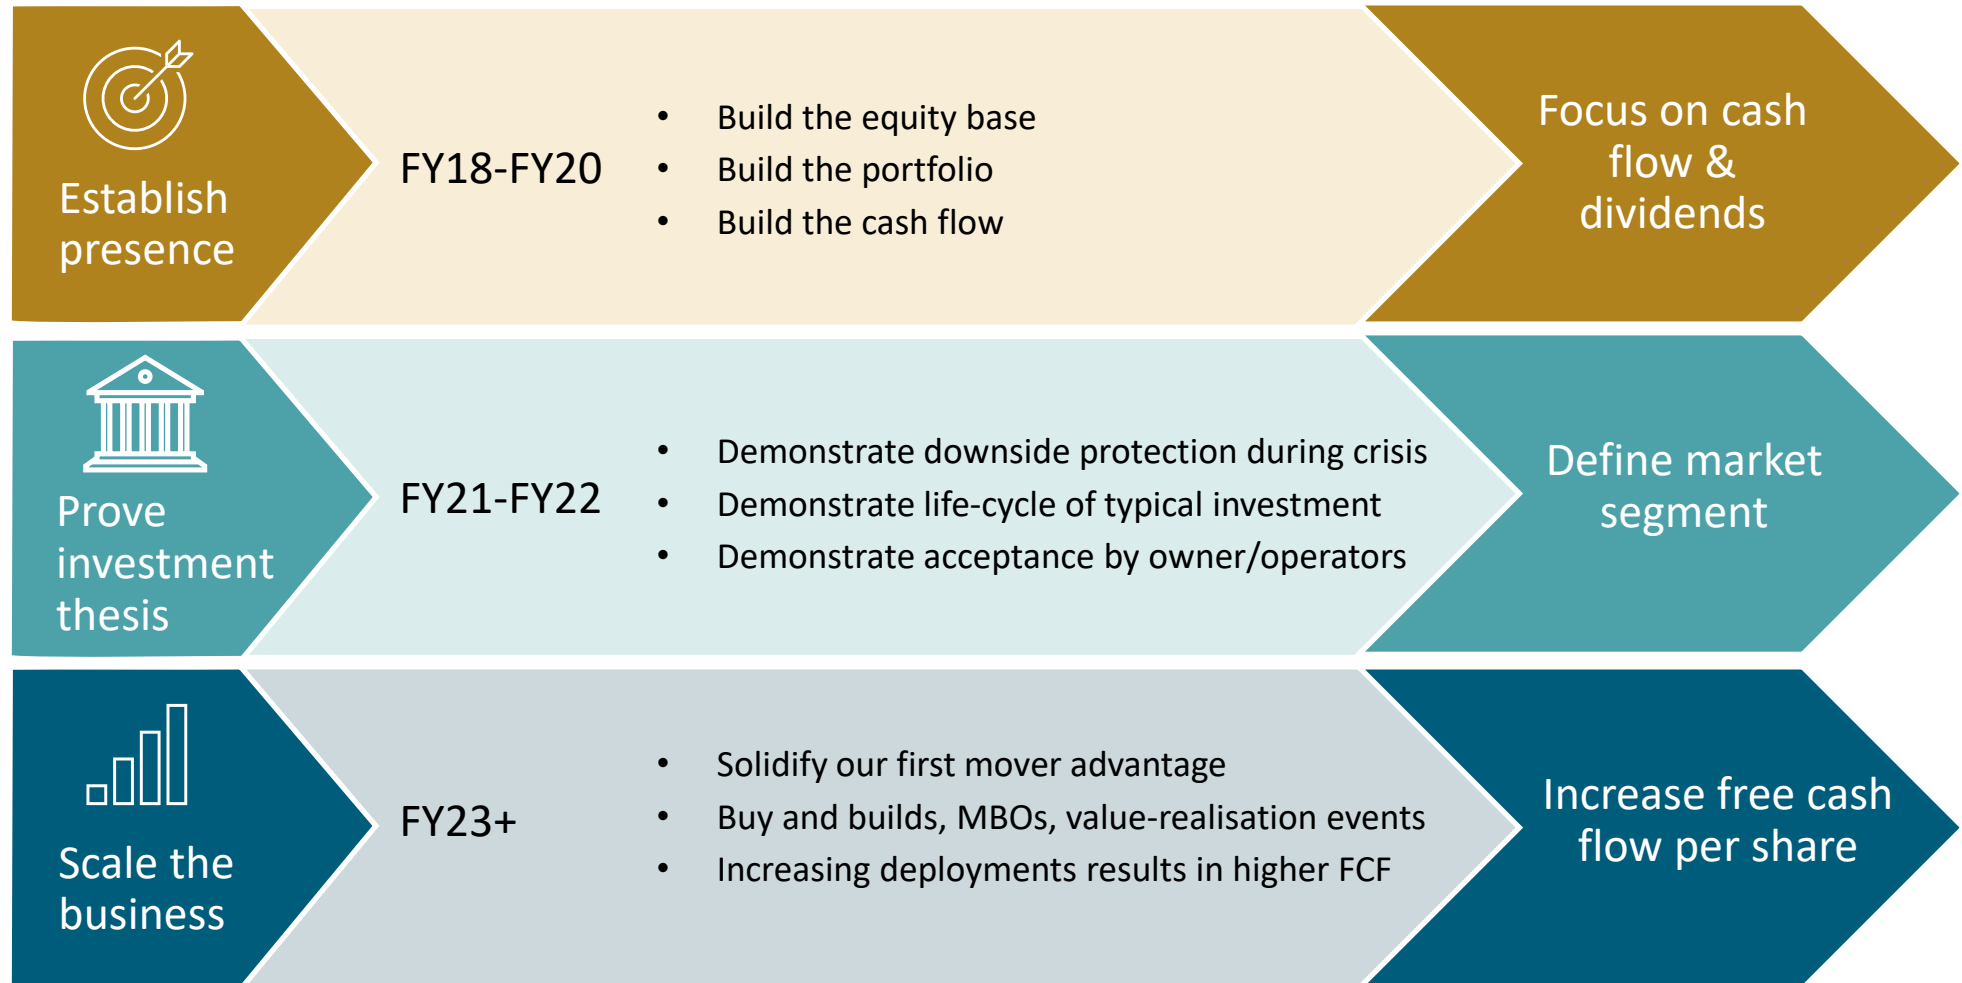 Establish
presence
FY18-FY20
• Build the equity base
• Build the portfolio
• Build the cash flow
Focus on cash
flow &
dividends
Prove
investment
thesis
FY21-FY22
• Demonstrate downside protection during crisis
• Demonstrate life-cycle of typical investment
• Demonstrate acceptance by owner/operators
Define market
segment
Scale the
business
FY23+
• Solidify our first mover advantage
• Buy and builds, MBOs, value-realisation events
• Increasing deployments results in higher FCF
Increase free cash
flow per share